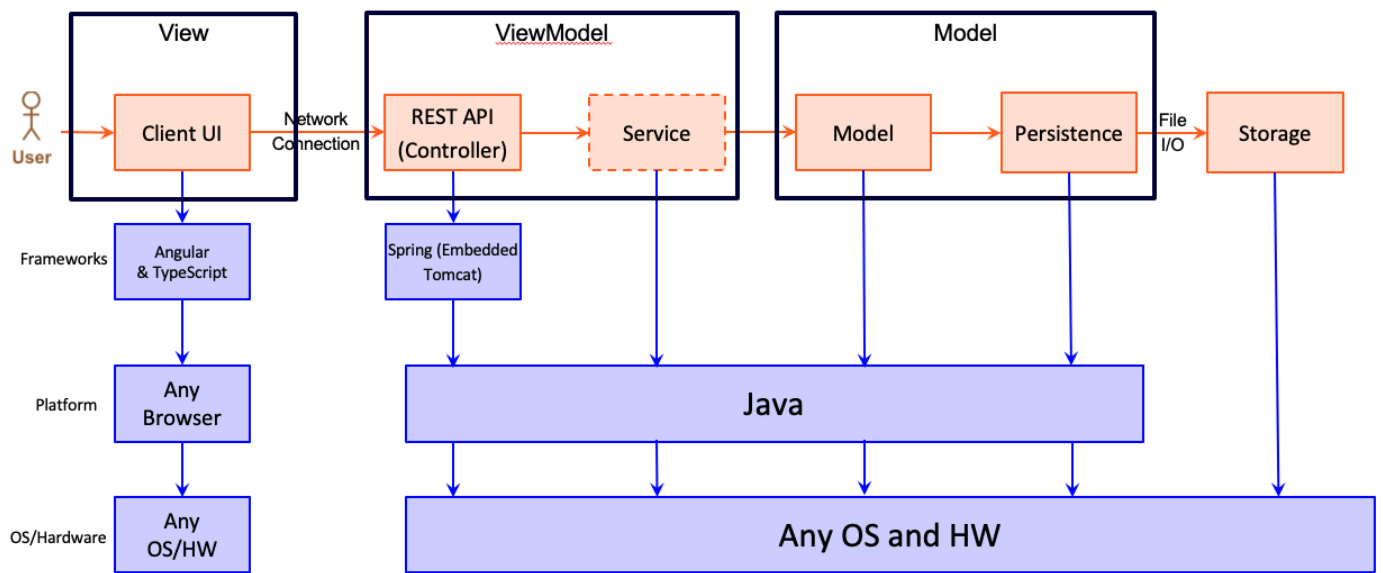 View
ViewModel
Model
User
Client UI
Network
Connection
REST API
(Controller)
Service
Model
Persistence
File
I/O
Storage
Frameworks
Angular
& TypeScript
Spring (Embedded
Tomcat)
Platform
Any
Browser
Java
OS/Hardware
Any
OS/HW
Any OS and HW